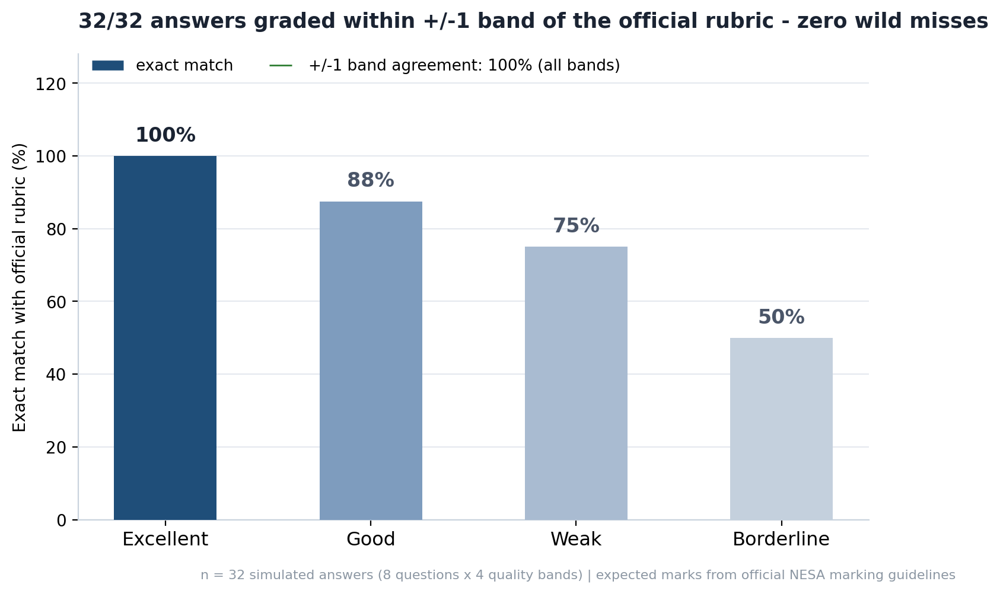 32/32 answers graded within +/-1 band of the official rubric - zero wild misses
exact match
+/-1 band agreement: 100% (all bands)
Exact match with official rubric (%)
120
100
80
60
40
20
0
100%
88%
75%
50%
Excellent
Good
Weak
Borderline
n = 32 simulated answers (8 questions x 4 quality bands) | expected marks from official NESA marking guidelines